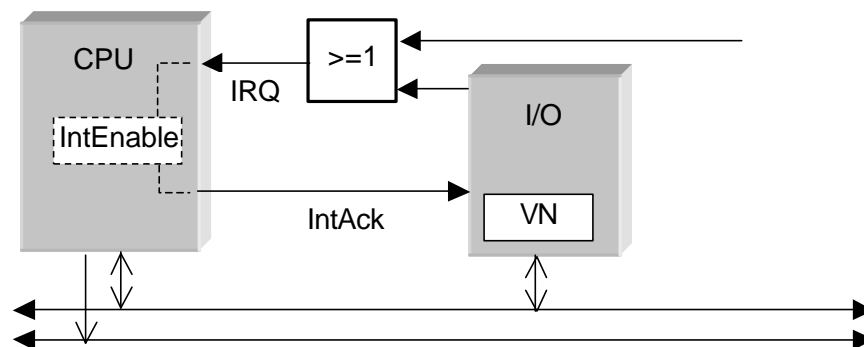 CPU
>=1
IRQ
I/O
IntEnable
VN
IntAck